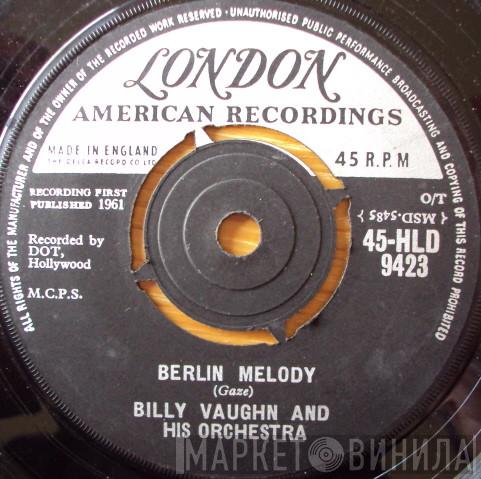 ALL RIGHTS OF THE MANUFACTURER AND OF THE OWNER OF THE RECORDED WORK RESERVED • UNAUTHORISED PUBLIC PERFORMANCE BROADCASTING AND COPYING OF THIS RECORD PROHIBITED
LONDON
AMERICAN RECORDINGS
MADE IN ENGLAND
THE DECCA RECORD CO LTD
45 R.P.M
RECORDING FIRST
PUBLISHED 1961
O/T
{ MSD.5485 {
Recorded by
DOT,
Hollywood
45-HLD
9423
M.C.P.S.
BERLIN MELODY
(Gaze)
BILLY VAUGHN AND
HIS ORCHESTRA
МАРКЕТ ВИНИЛА